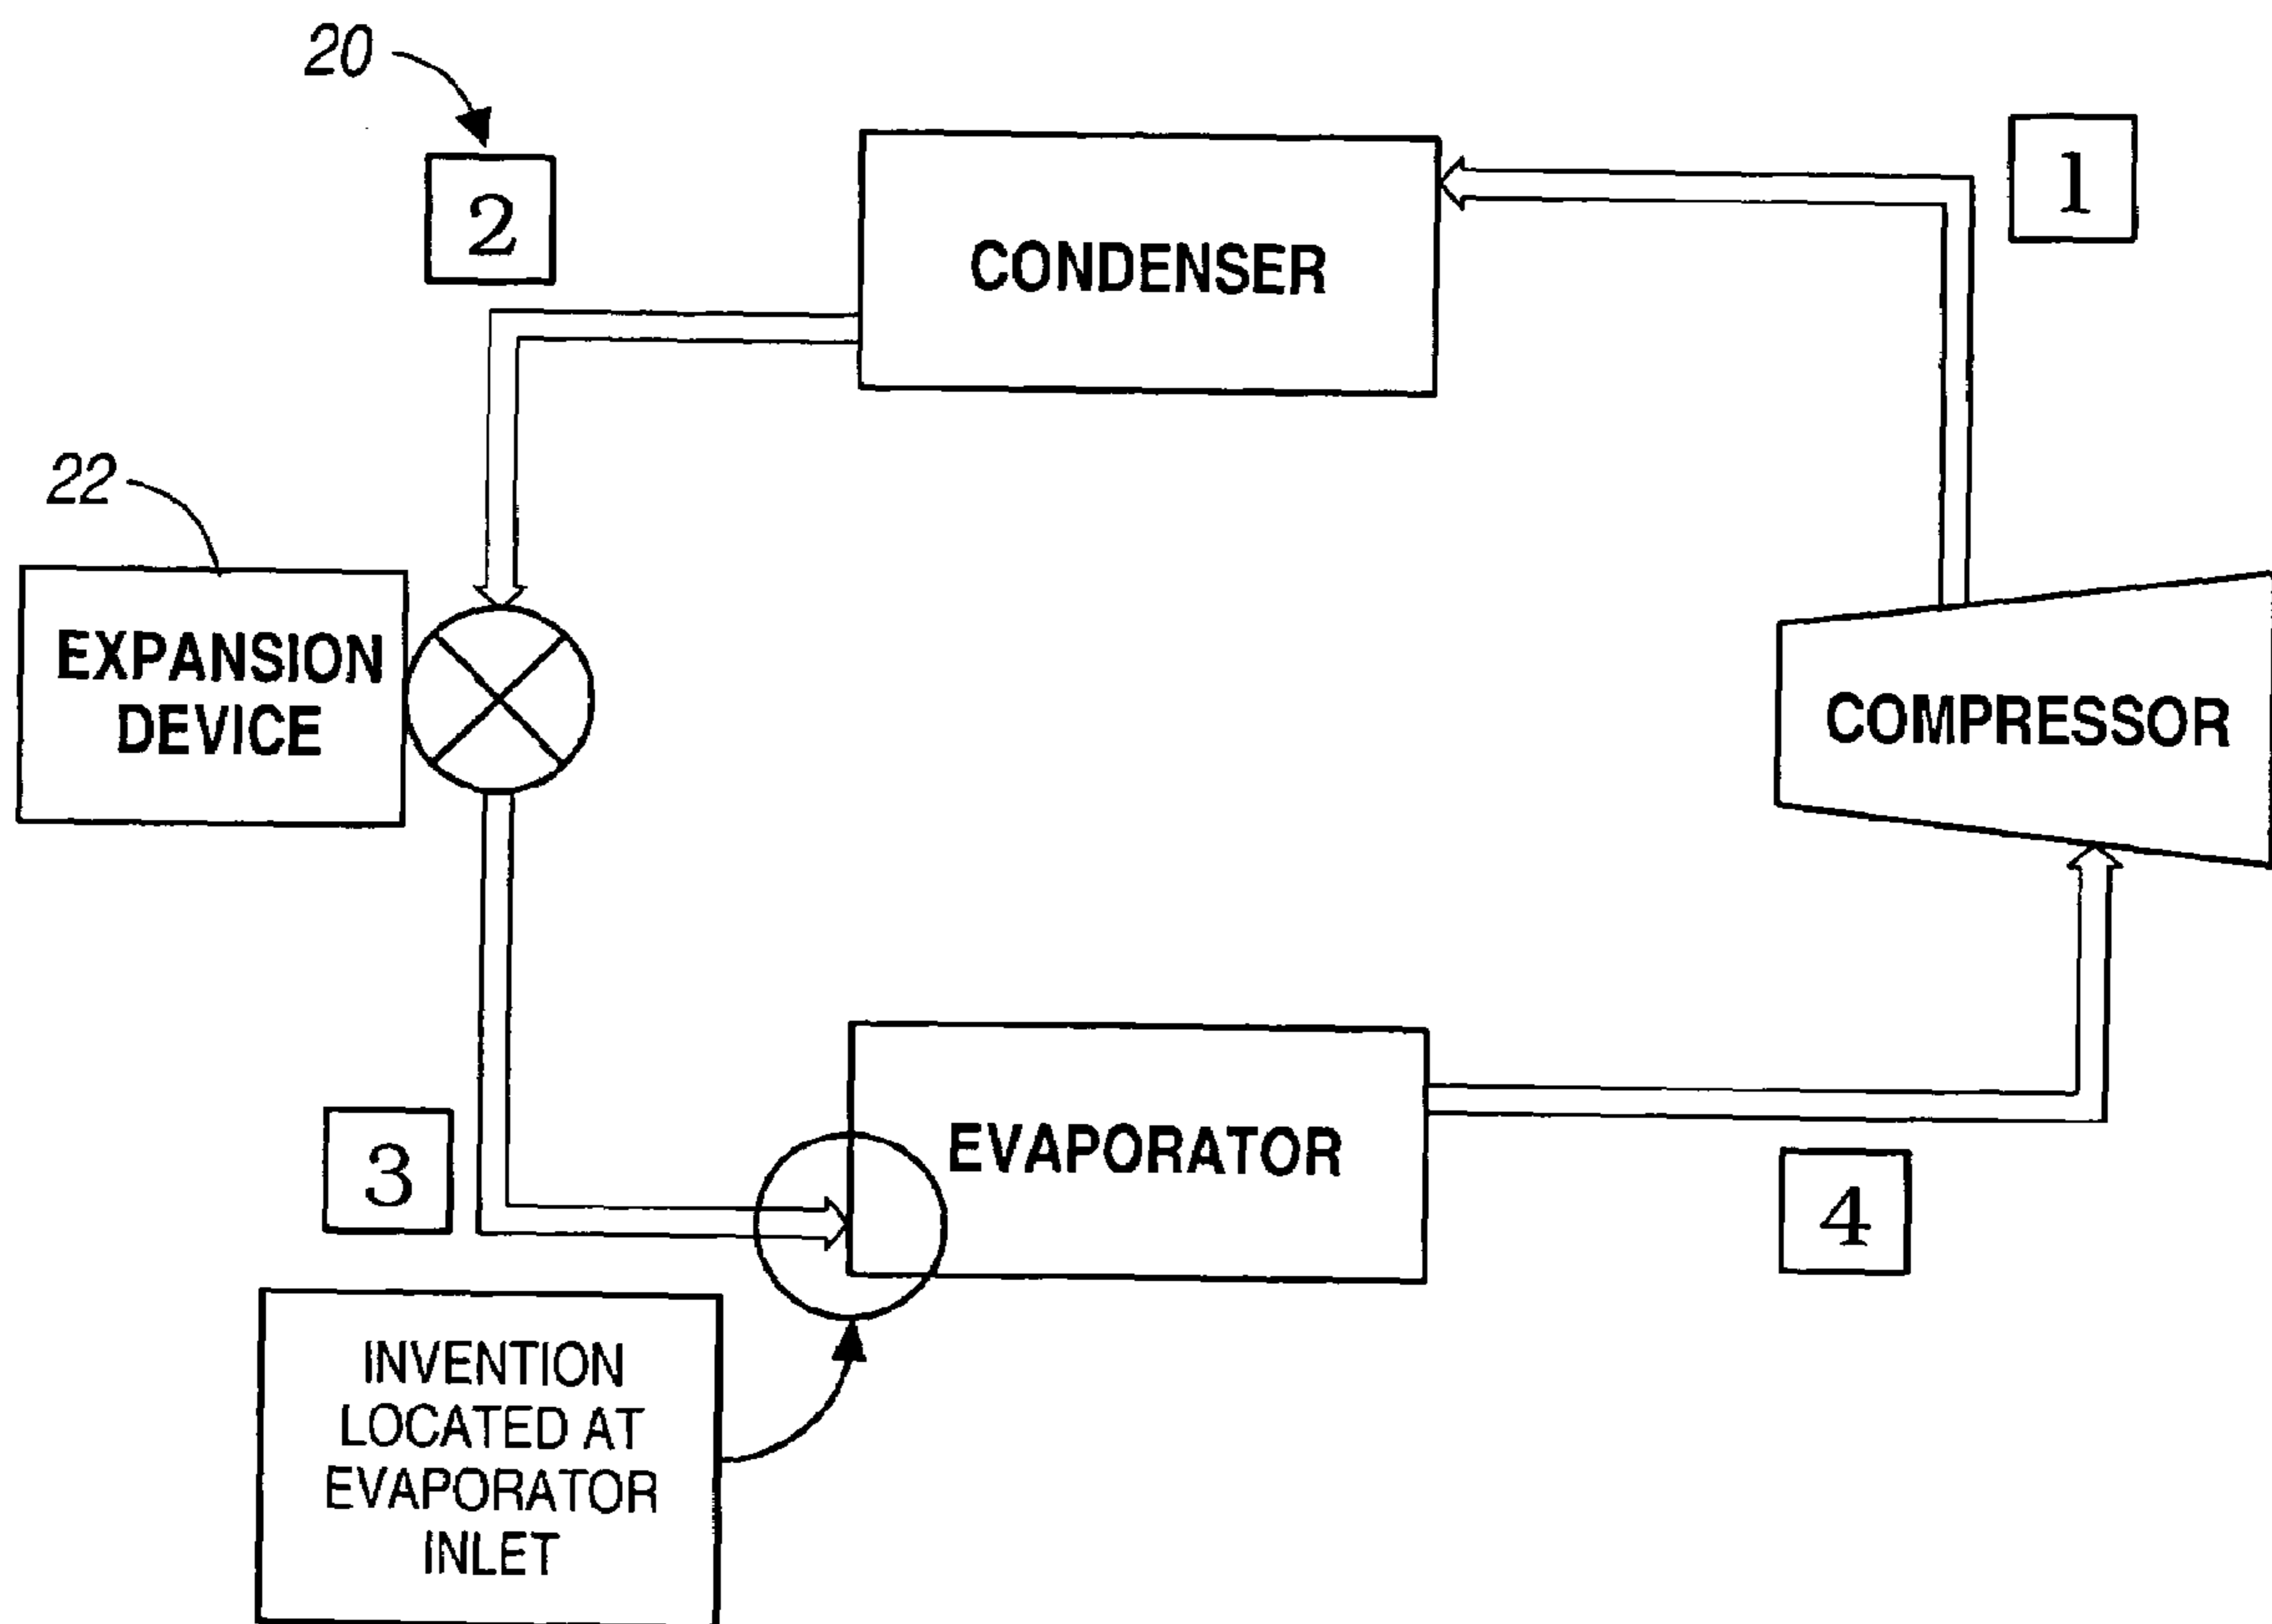 20
2
1
CONDENSER
22
EXPANSION
DEVICE
COMPRESSOR
3
EVAPORATOR
4
INVENTION
LOCATED AT
EVAPORATOR
INLET